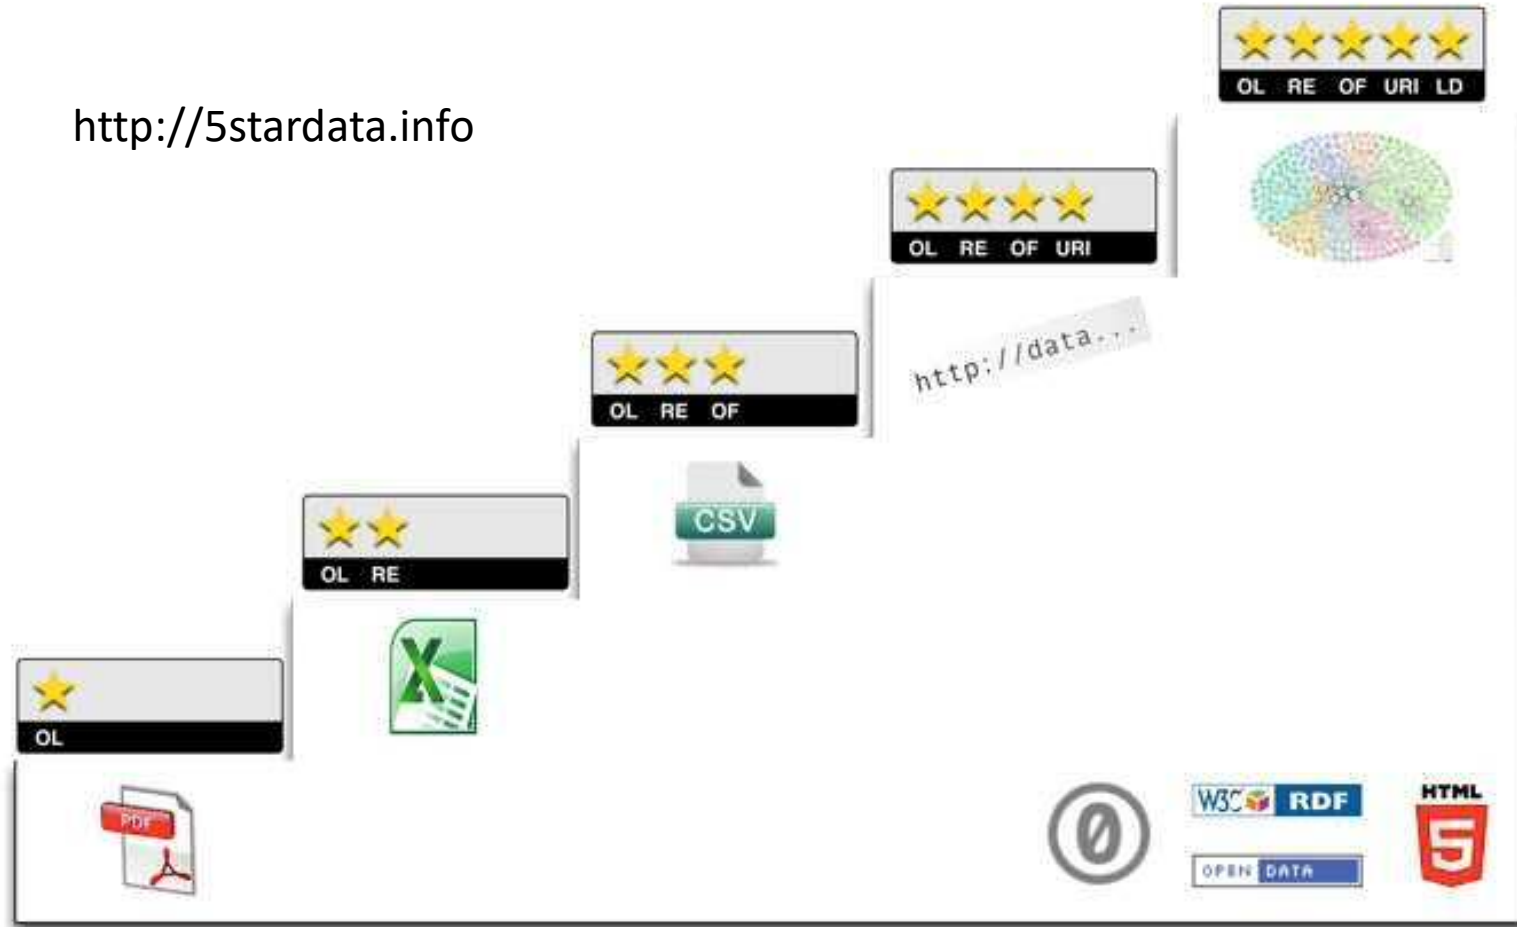 OL RE OF URI LD
http://5stardata.info
OL RE OF URI
http://data...
OL RE OF
CSV
OL RE
X
OL
PDF
0
W3C RDF
OPEN DATA
HTML
5